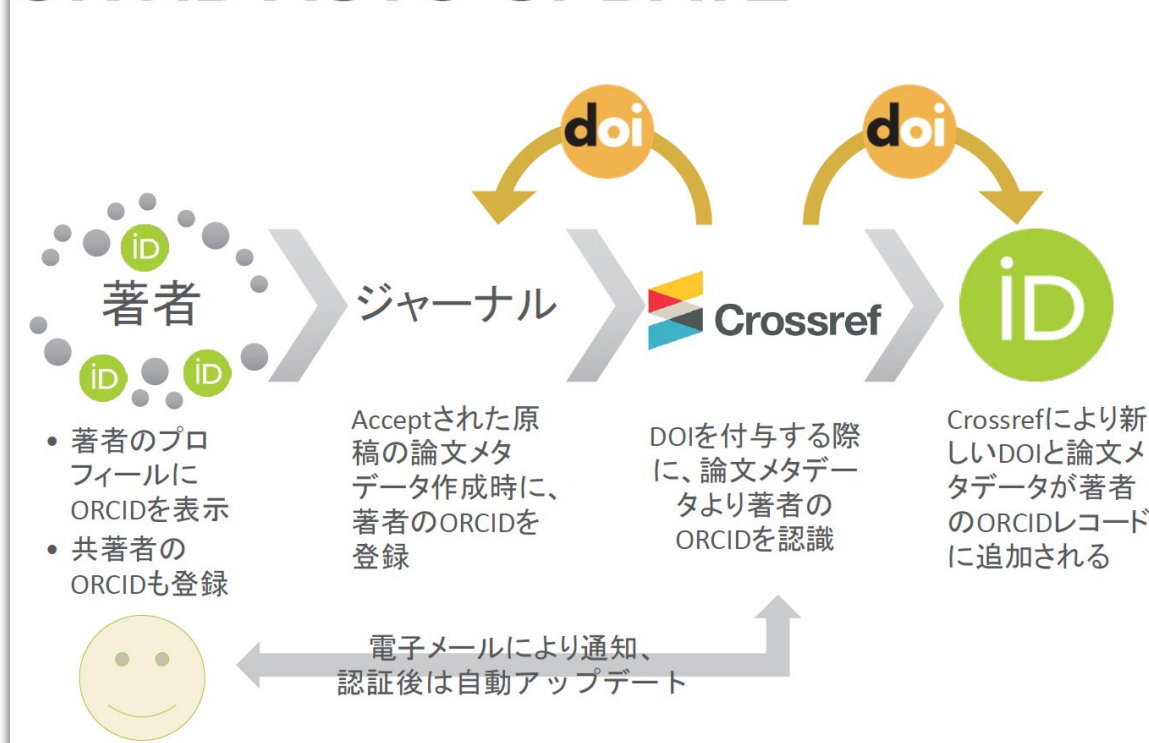 doi
doi
iD
著者
iD
iD
ジャーナル
Crossref
iD
• 著者のプロ
フィールに
ORCIDを表示
• 共著者の
ORCIDも登録
Acceptされた原
稿の論文メタ
データ作成時に、
著者のORCIDを
登録
DOIを付与する際
に、論文メタデー
タより著者の
ORCIDを認識
Crossrefにより新
しいDOIと論文メ
タデータが著者
のORCIDレコード
に追加される
電子メールにより通知、
認証後は自動アップデート